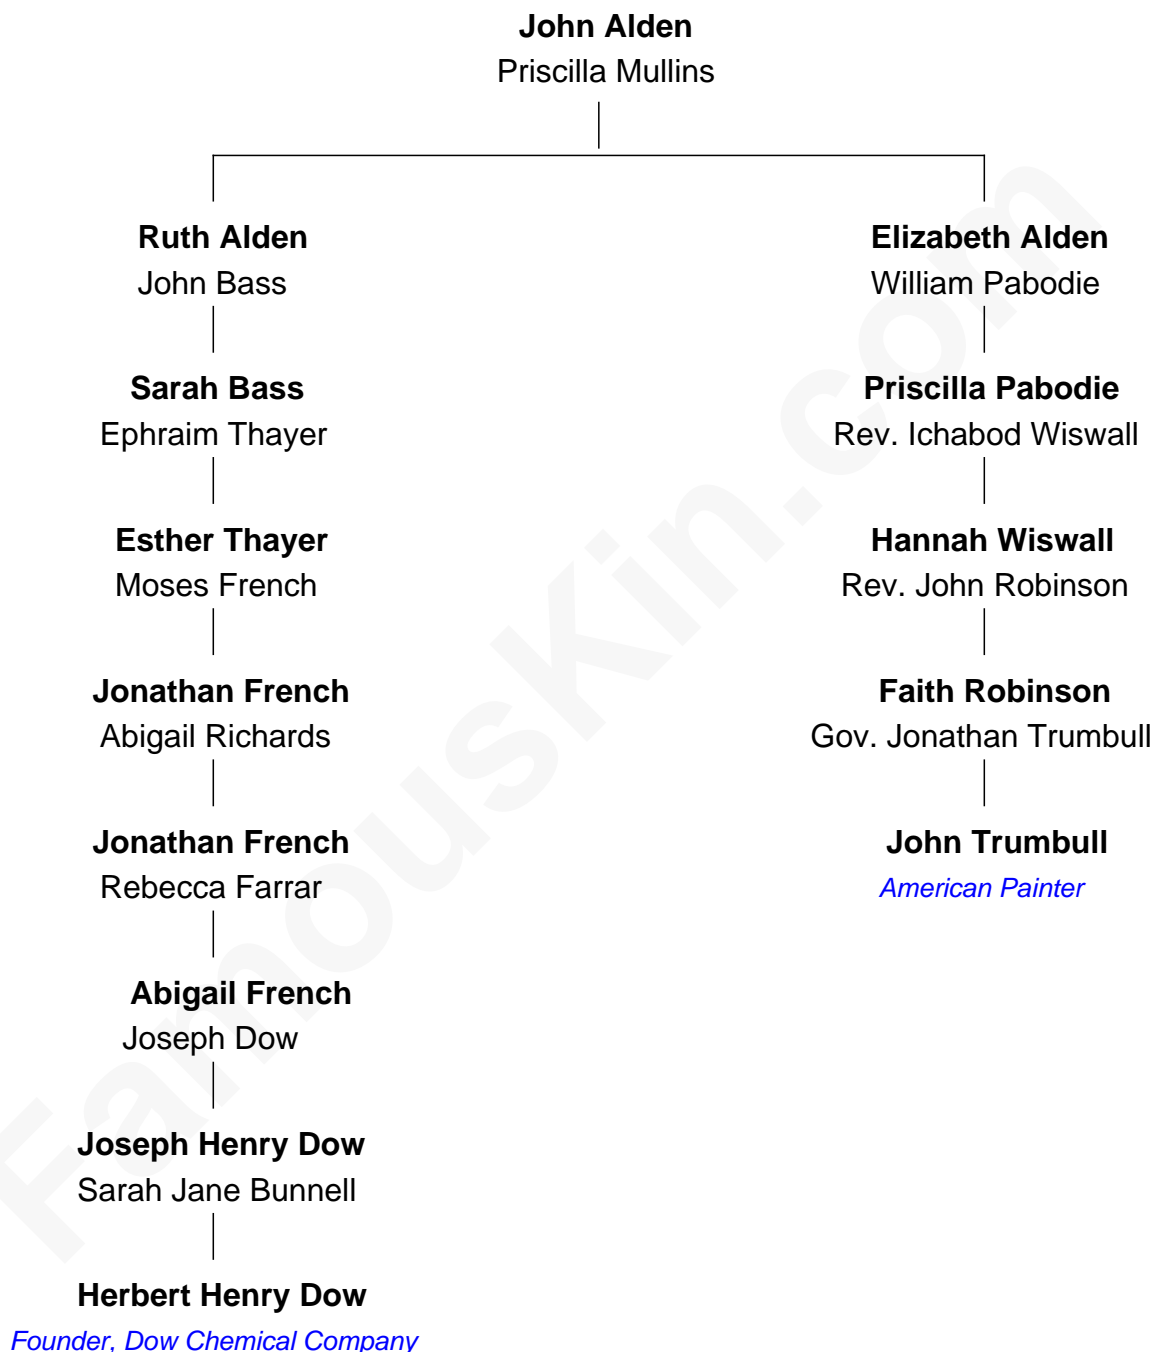 John Alden
Priscilla Mullins
Ruth Alden
John Bass
Sarah Bass
Ephraim Thayer
Esther Thayer
Moses French
Jonathan French
Abigail Richards
Jonathan French
Rebecca Farrar
Abigail French
Joseph Dow
Joseph Henry Dow
Sarah Jane Bunnell
Herbert Henry Dow
Founder, Dow Chemical Company
Elizabeth Alden
William Pabodie
Priscilla Pabodie
Rev. Ichabod Wiswall
Hannah Wiswall
Rev. John Robinson
Faith Robinson
Gov. Jonathan Trumbull
John Trumbull
American Painter
FamousKin.com